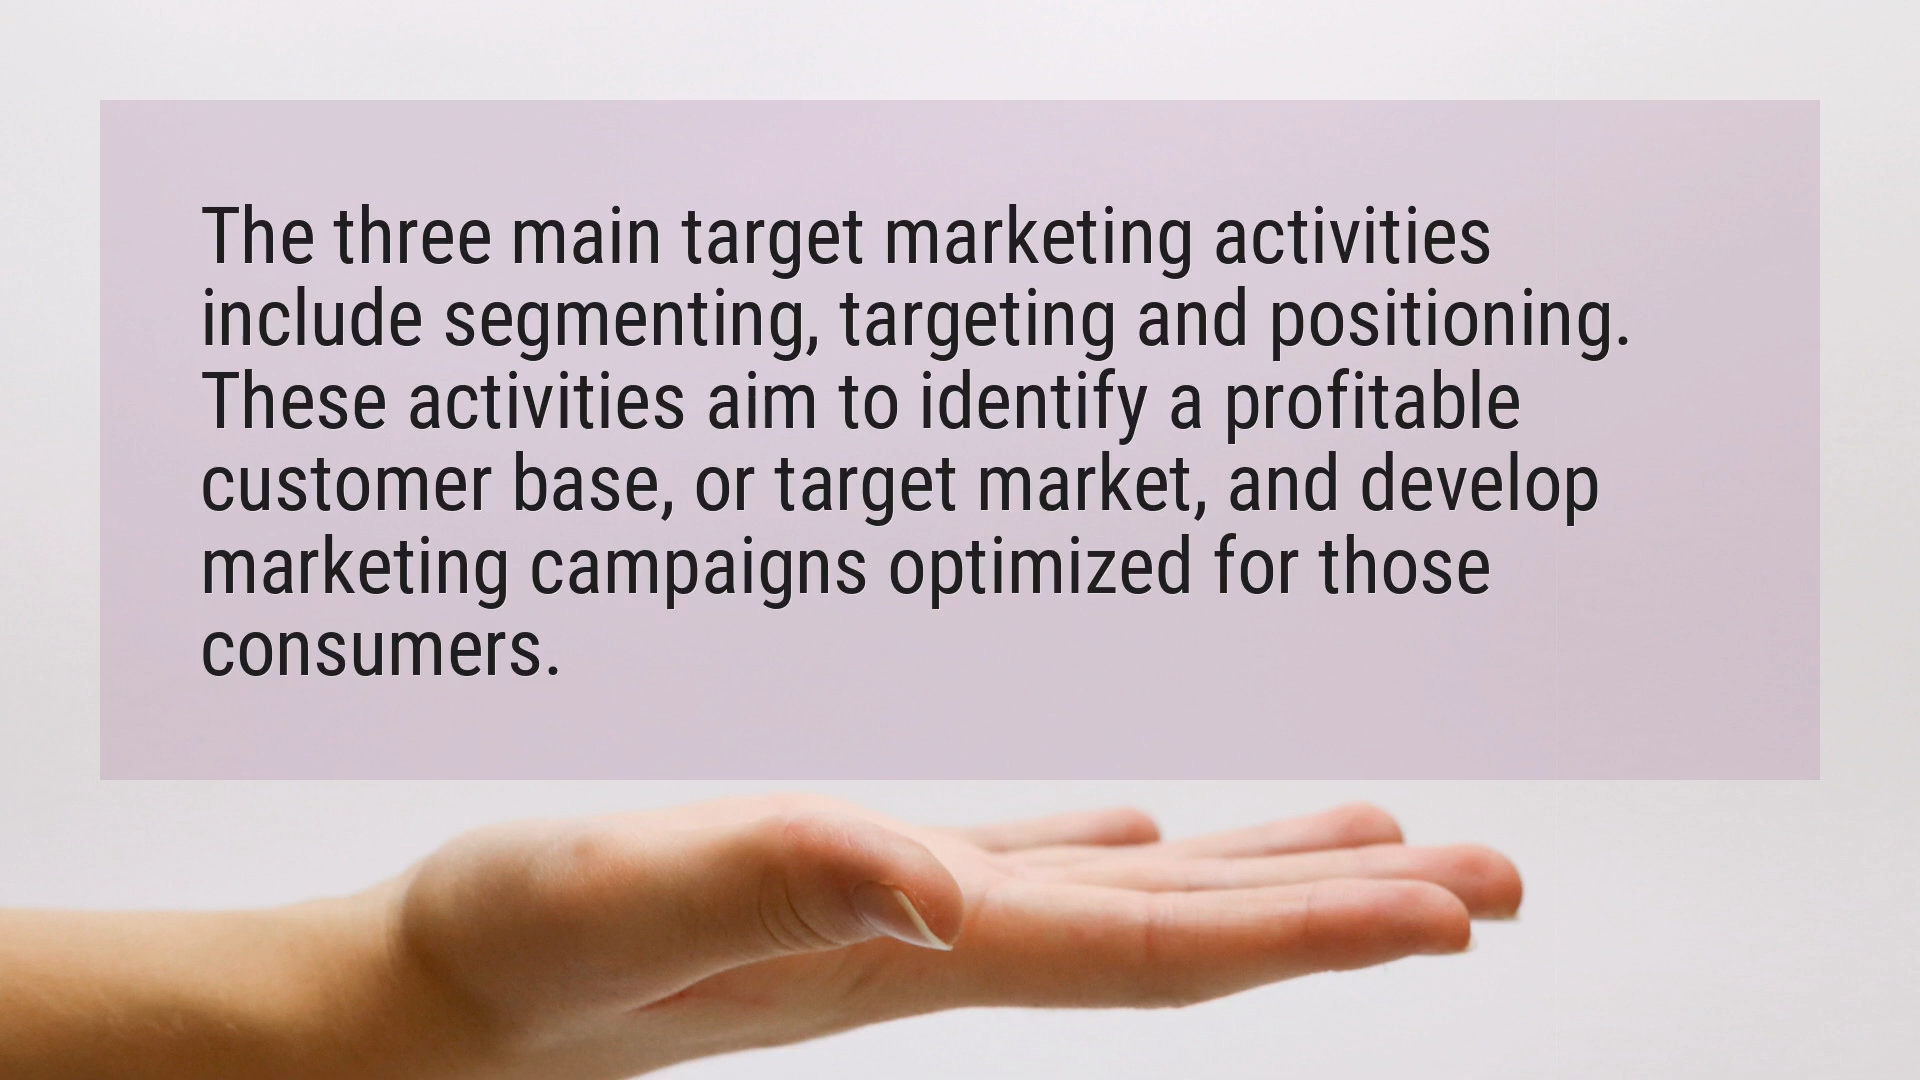 The three main target marketing activities
include segmenting, targeting and positioning.
These activities aim to identify a profitable
customer base, or target market, and develop
marketing campaigns optimized for those
consumers.